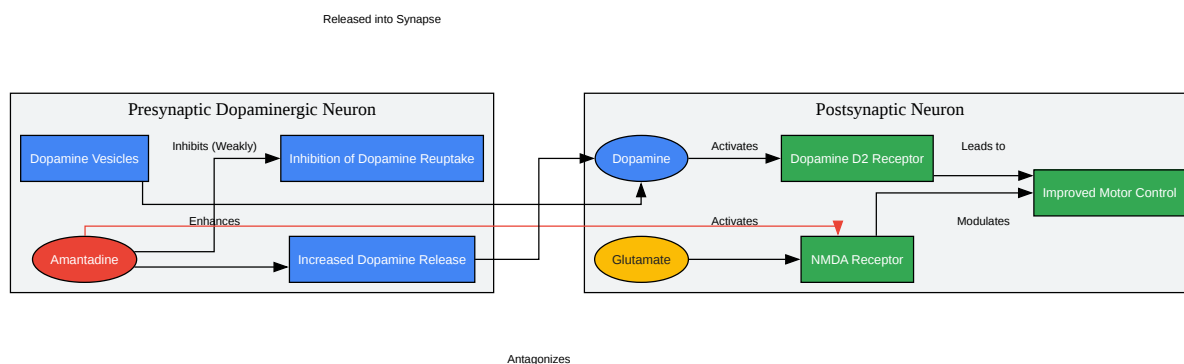 Released into Synapse
Presynaptic Dopaminergic Neuron
Postsynaptic Neuron
Dopamine Vesicles
Inhibits (Weakly)
Inhibition of Dopamine Reuptake
Dopamine
Activates
Dopamine D2 Receptor
Leads to
Improved Motor Control
Enhances
Activates
Modulates
Amantadine
Increased Dopamine Release
Glutamate
NMDA Receptor
Antagonizes